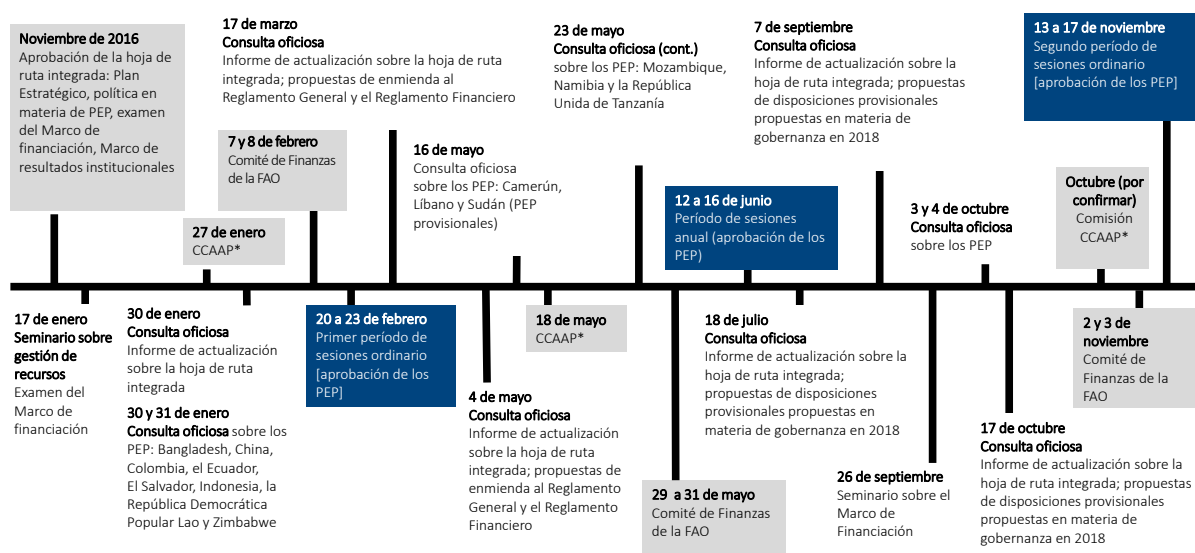 Noviembre de 2016
Aprobación de la hoja de
ruta integrada: Plan
Estratégico, política en
materia de PEP, examen
del Marco de
financiación, Marco de
resultados institucionales
17 de marzo
Consulta oficiosa
Informe de actualización sobre la hoja de ruta
integrada; propuestas de enmienda al
Reglamento General y el Reglamento Financiero
23 de mayo
Consulta oficiosa (cont.)
sobre los PEP: Mozambique,
Namibia y la República
Unida de Tanzanía
7 de septiembre
Consulta oficiosa
Informe de actualización sobre la
hoja de ruta integrada; propuestas
de disposiciones provisionales
propuestas en materia de
gobernanza en 2018
13 a 17 de noviembre
Segundo período de
sesiones ordinario
[aprobación de los PEP]
7 y 8 de febrero
Comité de Finanzas
de la FAO
16 de mayo
Consulta oficiosa
sobre los PEP: Camerún,
Líbano y Sudán (PEP
provisionales)
27 de enero
CCAAP*
12 a 16 de junio
Período de sesiones
anual (aprobación de los
PEP)
3 y 4 de octubre
Consulta oficiosa
sobre los PEP
Octubre (por
confirmar)
Comisión
CCAAP*
17 de enero
Seminario sobre
gestión de
recursos
Examen del
Marco de
financiación
30 de enero
Consulta oficiosa
Informe de actualización
sobre la hoja de ruta
integrada
30 y 31 de enero
Consulta oficiosa sobre los
PEP: Bangladesh, China,
Colombia, el Ecuador,
El Salvador, Indonesia, la
República Democrática
Popular Lao y Zimbabwe
20 a 23 de febrero
Primer período de
sesiones ordinario
[aprobación de los
PEP]
4 de mayo
Consulta oficiosa
Informe de actualización
sobre la hoja de ruta
integrada; propuestas de
enmienda al Reglamento
General y el Reglamento
Financiero
18 de mayo
CCAAP*
29 a 31 de mayo
Comité de Finanzas
de la FAO
18 de julio
Consulta oficiosa
Informe de actualización sobre la
hoja de ruta integrada;
propuestas de disposiciones
provisionales propuestas en
materia de gobernanza en 2018
26 de septiembre
Seminario sobre el
Marco de
Financiación
17 de octubre
Consulta oficiosa
Informe de actualización sobre la
hoja de ruta integrada; propuestas
de disposiciones provisionales
propuestas en materia de
gobernanza en 2018
2 y 3 de
noviembre
Comité de
Finanzas de la
FAO